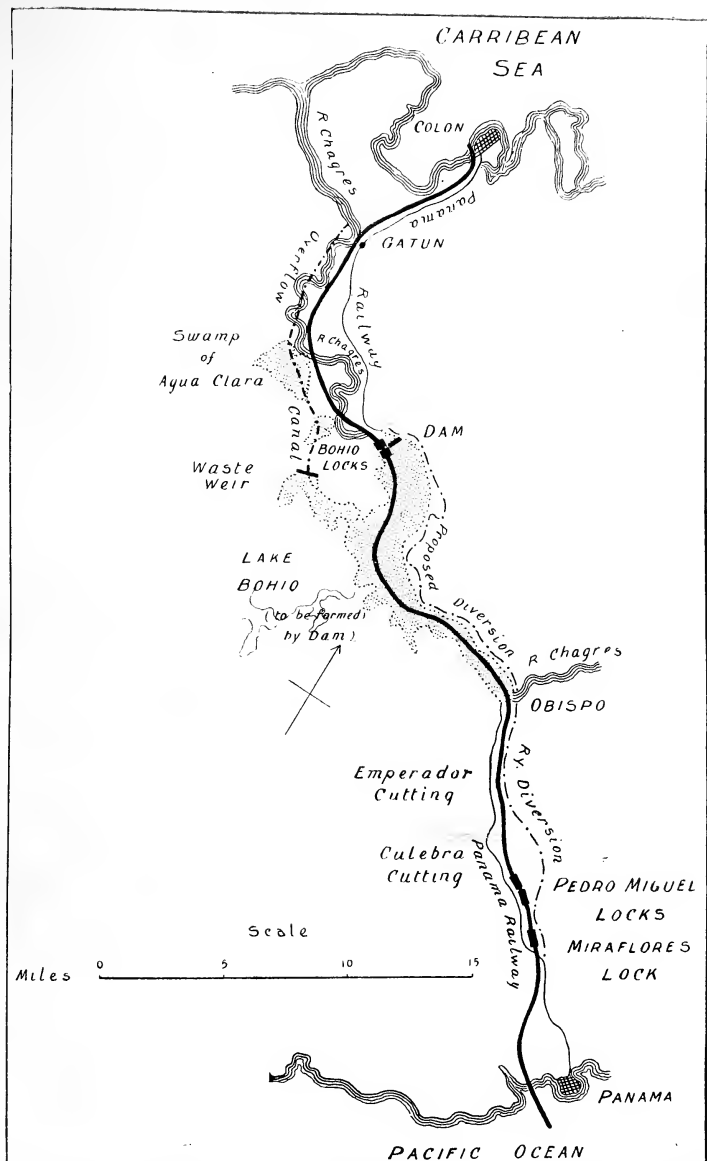 CARRIBEAN
SEA
COLON
R Chagres
Panama
GATUN
Overflow
Railway
Swamp
of
Agua Clara
R Chagres
Canal
DAM
BOHIO
LOCKS
Waste
Weir
Proposed
LAKE
BOHIO
(to be formed
by Dam)
Diversion
R Chagres
OBISPO
Emperador
Cutting
Ry. Diversion
Culebra
Cutting
Panama Railway
PEDRO MIGUEL
LOCKS
Scale
MIRAFLORES
LOCK
Miles 0 5 10 15
PANAMA
PACIFIC OCEAN